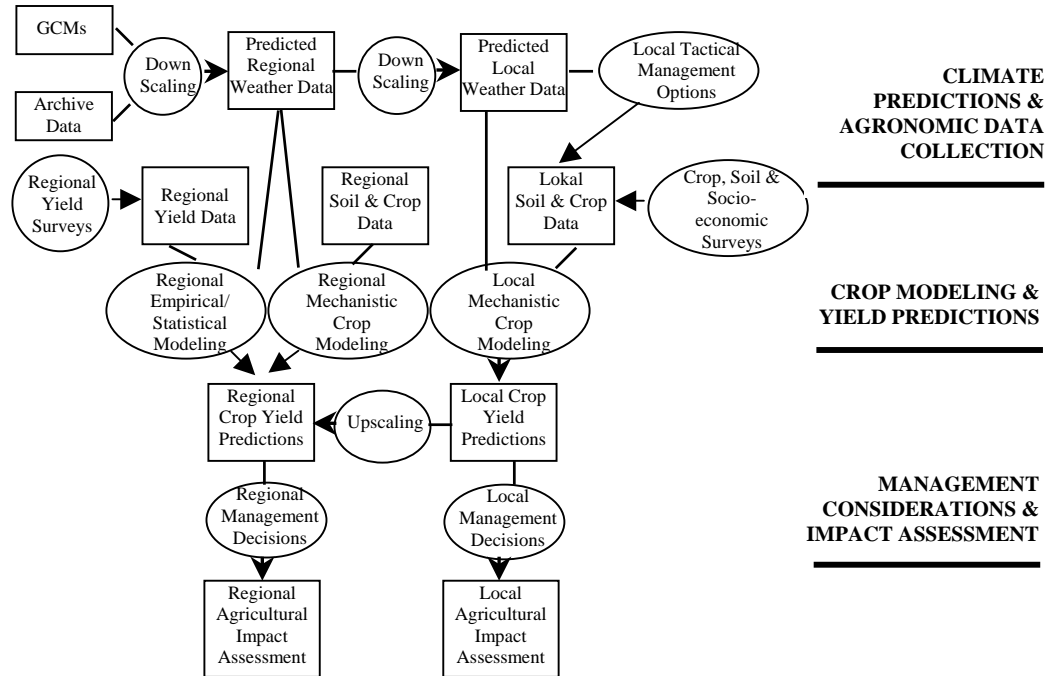 GCMs
Archive
Data
Down
Scaling
Predicted
Regional
Weather Data
Down
Scaling
Predicted
Local
Weather Data
Local Tactical
Management
Options
CLIMATE
PREDICTIONS &
AGRONOMIC DATA
COLLECTION
Regional
Yield
Surveys
Regional
Yield Data
Regional
Soil & Crop
Data
Lokal
Soil & Crop
Data
Crop, Soil &
Socio-
economic
Surveys
Regional
Empirical/
Statistical
Modeling
Regional
Mechanistic
Crop
Modeling
Local
Mechanistic
Crop
Modeling
CROP MODELING &
YIELD PREDICTIONS
Regional
Crop Yield
Predictions
Upscaling
Local Crop
Yield
Predictions
Regional
Management
Decisions
Local
Management
Decisions
MANAGEMENT
CONSIDERATIONS &
IMPACT ASSESSMENT
Regional
Agricultural
Impact
Assessment
Local
Agricultural
Impact
Assessment